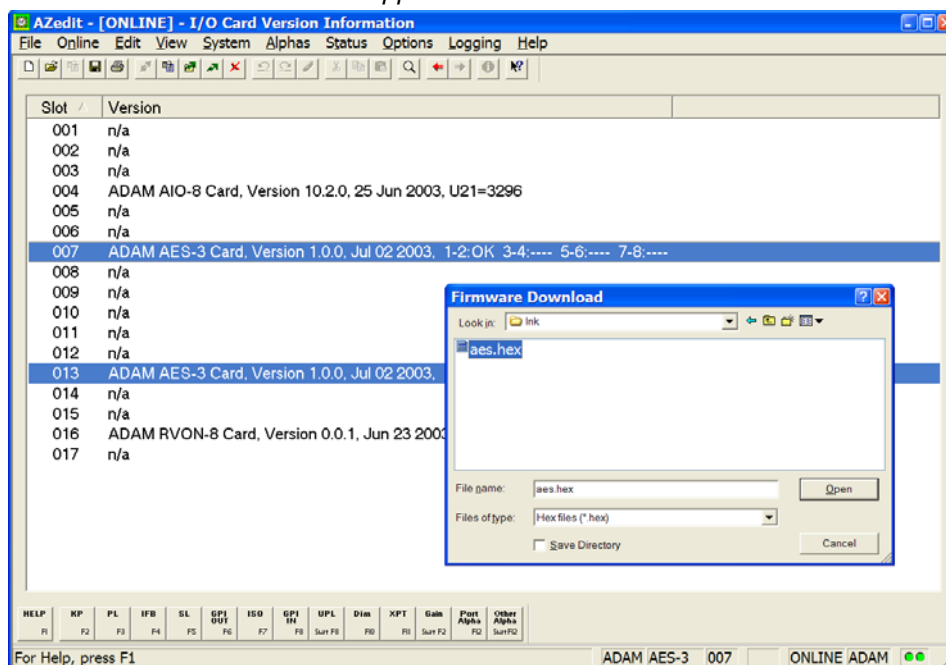 AZedit - [ONLINE] - I/O Card Version Information
File Online Edit View System Alphas Status Options Logging Help
Slot Version
001 n/a
002 n/a
003 n/a
004 ADAM AIO-8 Card, Version 10.2.0, 25 Jun 2003, U21=3296
005 n/a
006 n/a
007 ADAM AES-3 Card, Version 1.0.0, Jul 02 2003, 1-2:OK 3-4:---- 5-6:---- 7-8:----
008 n/a
009 n/a
010 n/a
011 n/a
012 n/a
013 ADAM AES-3 Card, Version 1.0.0, Jul 02 2003,
014 n/a
015 n/a
016 ADAM RVON-8 Card, Version 0.0.1, Jun 23 2003
017 n/a
Firmware Download
Look in: Ink
aes.hex
File name: aes.hex Open
Files of type: Hex files (*.hex)
Save Directory Cancel
HELP KP PL IFB SL GPI OUT ISO GPI IN UPL Dim XPT Gain Port Alpha Other Alpha
F1 F2 F3 F4 F5 F6 F7 F8 F10 F11 F12
For Help, press F1 ADAM AES-3 007 ONLINE ADAM